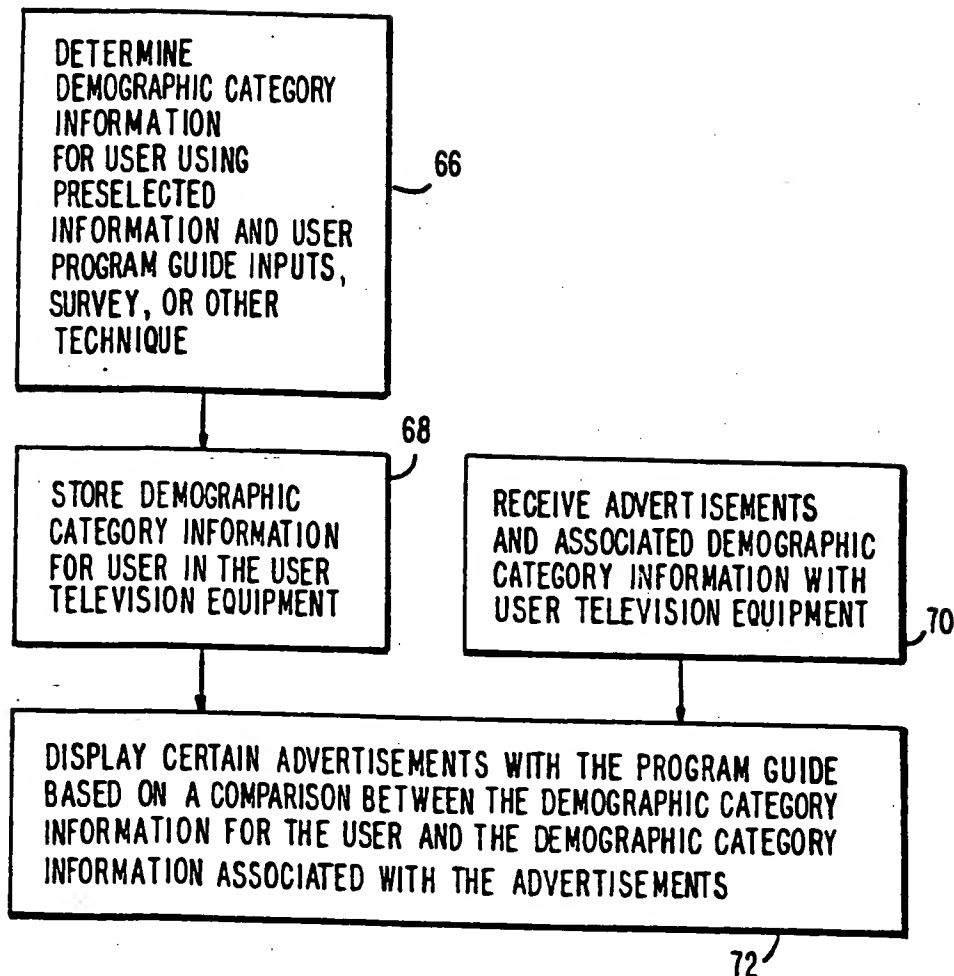 DETERMINE
DEMOGRAPHIC CATEGORY
INFORMATION
FOR USER USING
PRESELECTED
INFORMATION AND USER
PROGRAM GUIDE INPUTS,
SURVEY, OR OTHER
TECHNIQUE
66
68
STORE DEMOGRAPHIC
CATEGORY INFORMATION
FOR USER IN THE USER
TELEVISION EQUIPMENT
RECEIVE ADVERTISEMENTS
AND ASSOCIATED DEMOGRAPHIC
CATEGORY INFORMATION WITH
USER TELEVISION EQUIPMENT
70
DISPLAY CERTAIN ADVERTISEMENTS WITH THE PROGRAM GUIDE
BASED ON A COMPARISON BETWEEN THE DEMOGRAPHIC CATEGORY
INFORMATION FOR THE USER AND THE DEMOGRAPHIC CATEGORY
INFORMATION ASSOCIATED WITH THE ADVERTISEMENTS
72